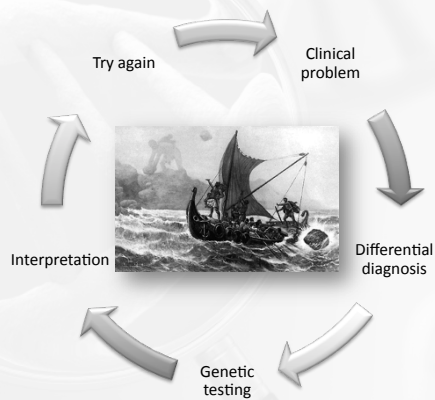 Try again
Clinical
problem
Differential
diagnosis
Genetic
testing
Interpretation